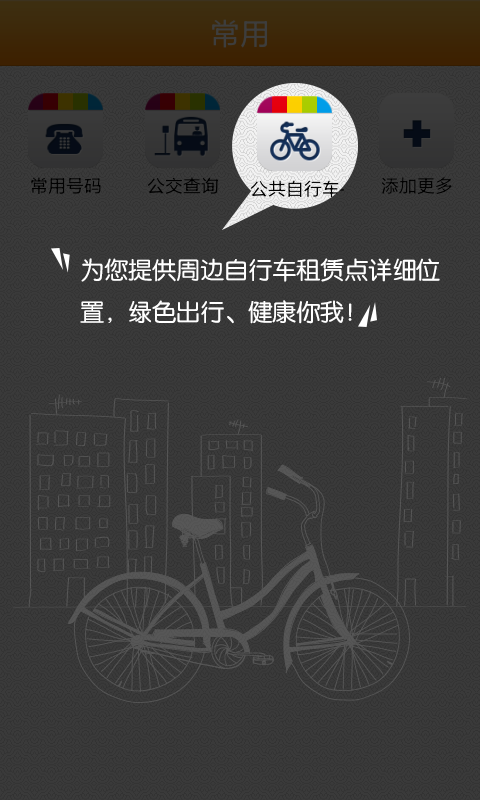 常用
常用号码 公交查询 公共自行车 添加更多
为您提供周边自行车租赁点详细位
置，绿色出行、健康你我！